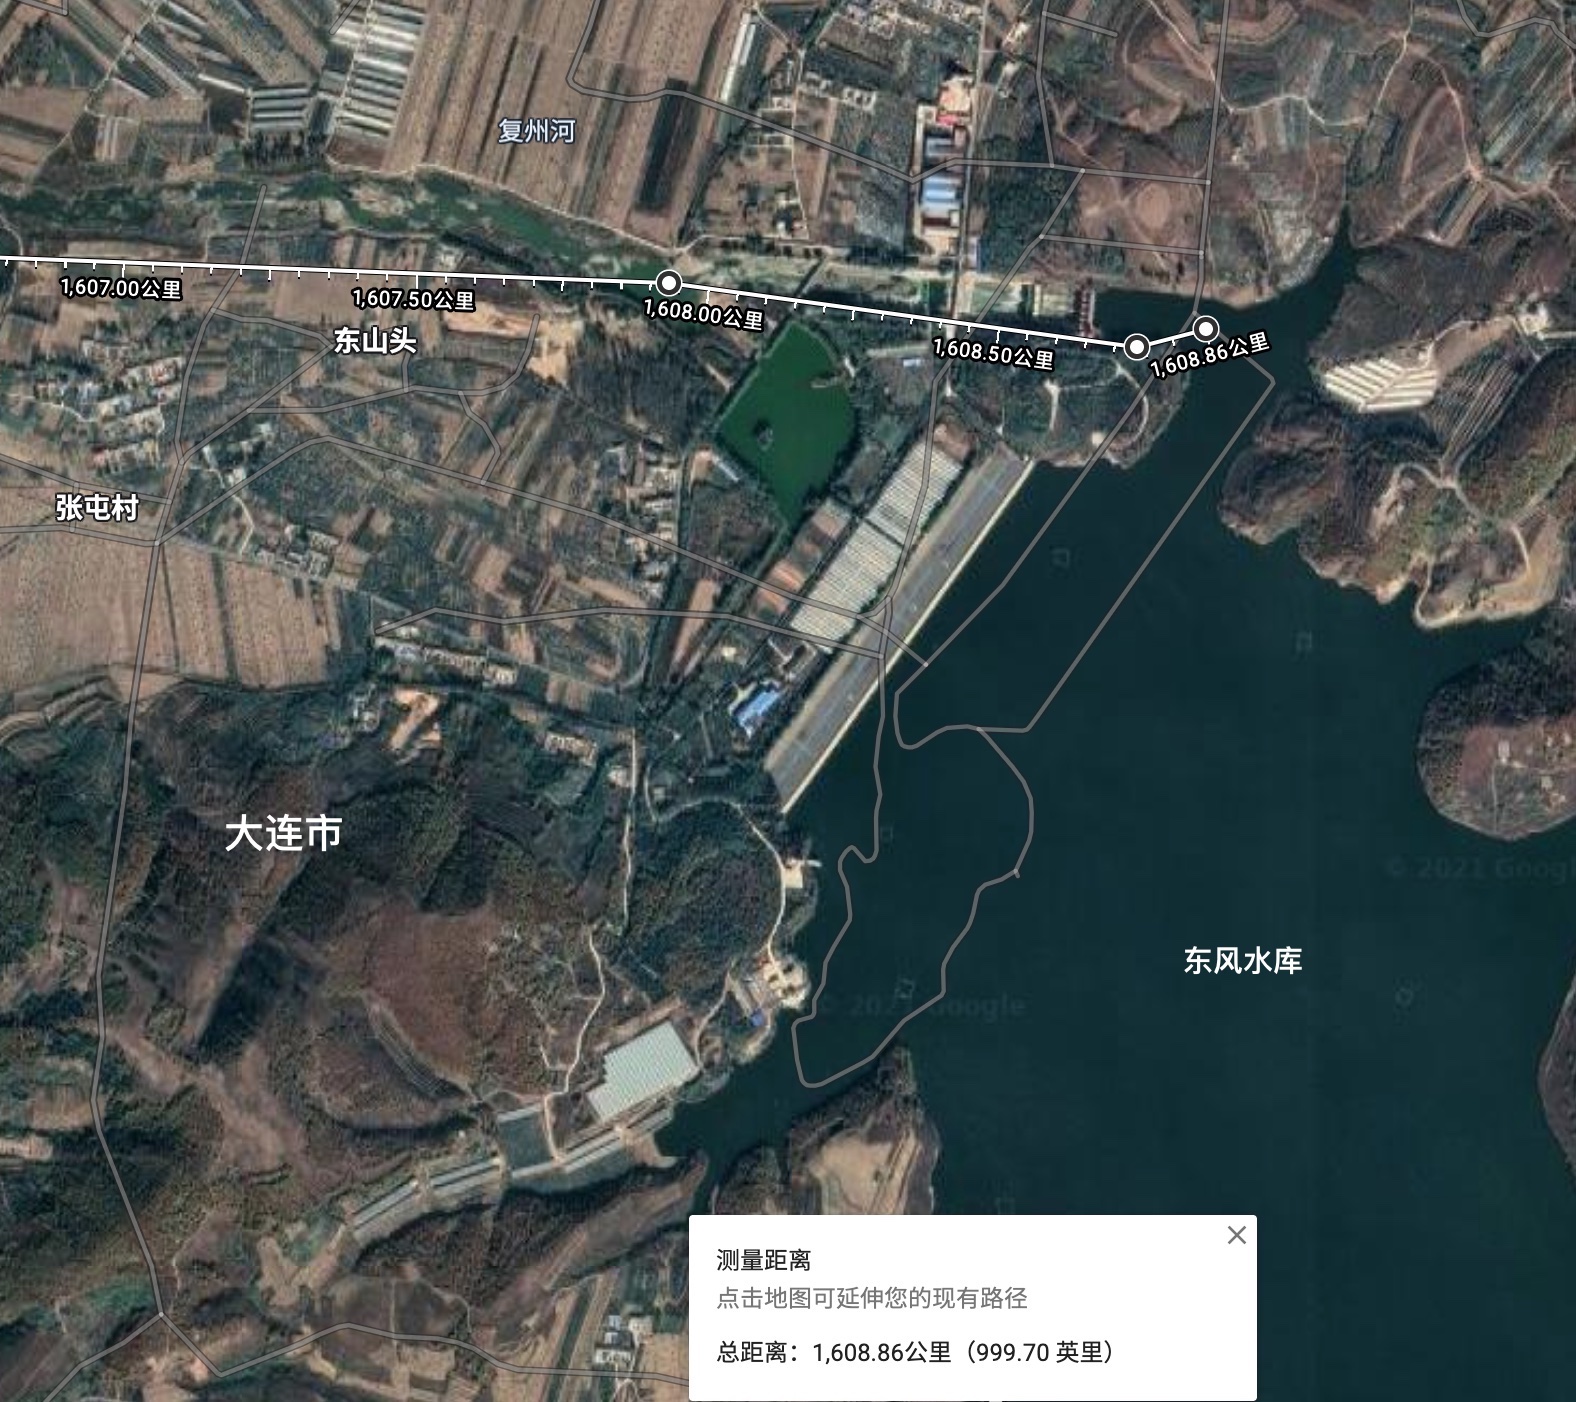 复州河
1,607.00公里
1,607.50公里
1,608.00公里
1,608.50公里
1,608.86公里
东山头
张屯村
大连市
© 2021 Google
东风水库
© 2021 Google
测量距离
点击地图可延伸您的现有路径
总距离：1,608.86公里（999.70 英里）